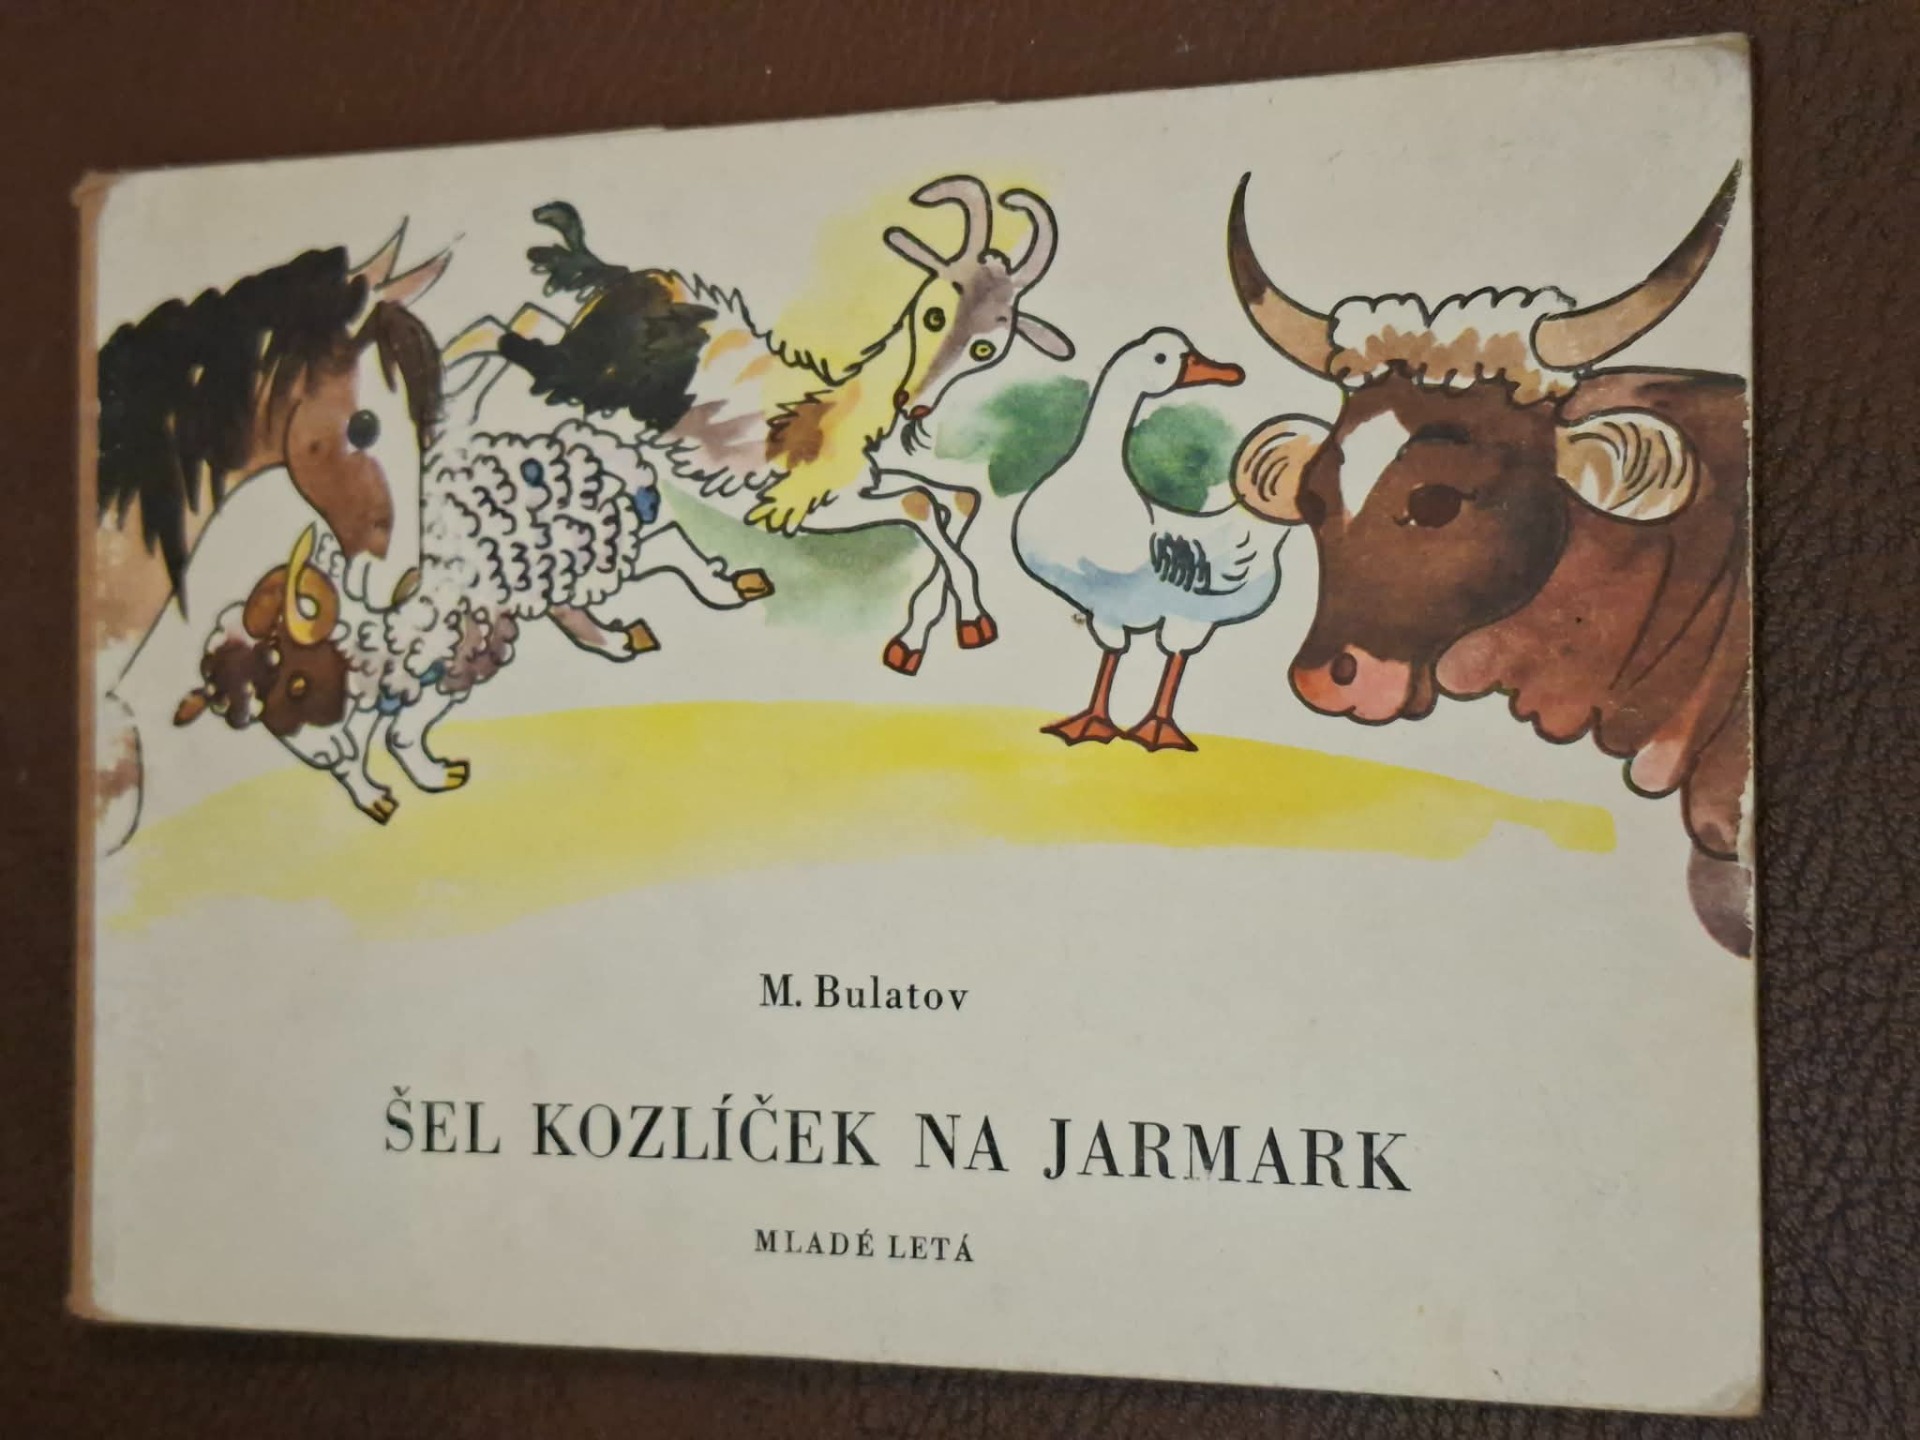 M. Bulatov
ŠEL KOZLÍČEK NA JARMARK
MLADÉ LETÁ